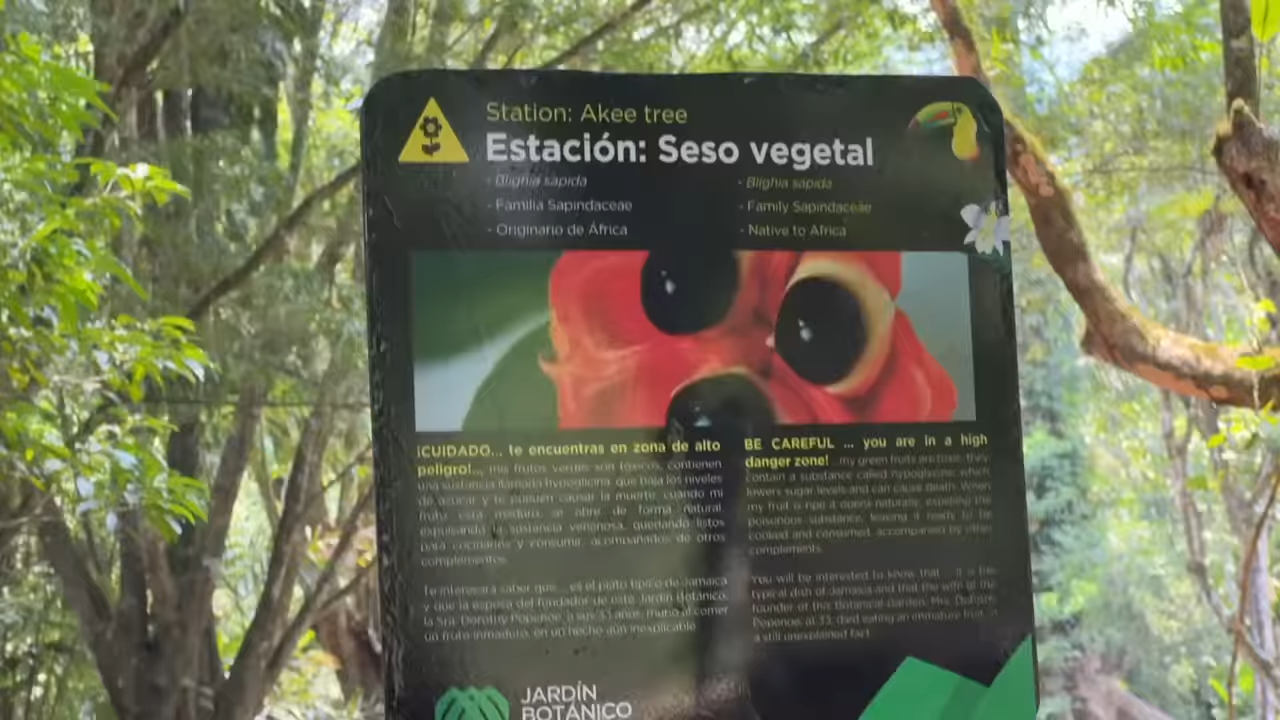 Station: Akee tree
Estación: Seso vegetal
- Blighia sapida
- Familia Sapindaceae
- Originario de África
- Blighia sapida
- Family Sapindaceae
- Native to Africa
¡CUIDADO... te encuentras en zona de alto
peligro!... mis frutos verdes son tóxicos, contienen
una sustancia llamada hypoglicina, que baja los niveles
de azúcar y te pueden causar la muerte, cuando mi
fruto está maduro, se abre de forma natural,
expulsando la sustancia venenosa, quedando listos
para cocinarlos y consumir, acompañados de otros
complementos.
Te interesará saber que... es el plato típico de Jamaica
y que la esposa del fundador de este Jardín Botánico,
la Sra. Dorothy Popenoe, a sus 33 años, murió al comer
un fruto inmaduro, en un hecho aún inexplicable.
BE CAREFUL ... you are in a high
danger zone! ...my green fruits are toxic, they
contain a substance called hypoglicine, which
lowers sugar levels and can cause death. When
my fruit is ripe it opens naturally, expelling the
poisonous substance, leaving it ready to be
cooked and consumed, accompanied by other
complements.
You will be interested to know that ... it is the
typical dish of Jamaica and that the wife of the
founder of this Botanical Garden, Mrs. Dorothy
Popenoe, at 33, died eating an immature fruit, in
a still unexplained fact.
JARDÍN
BOTÁNICO